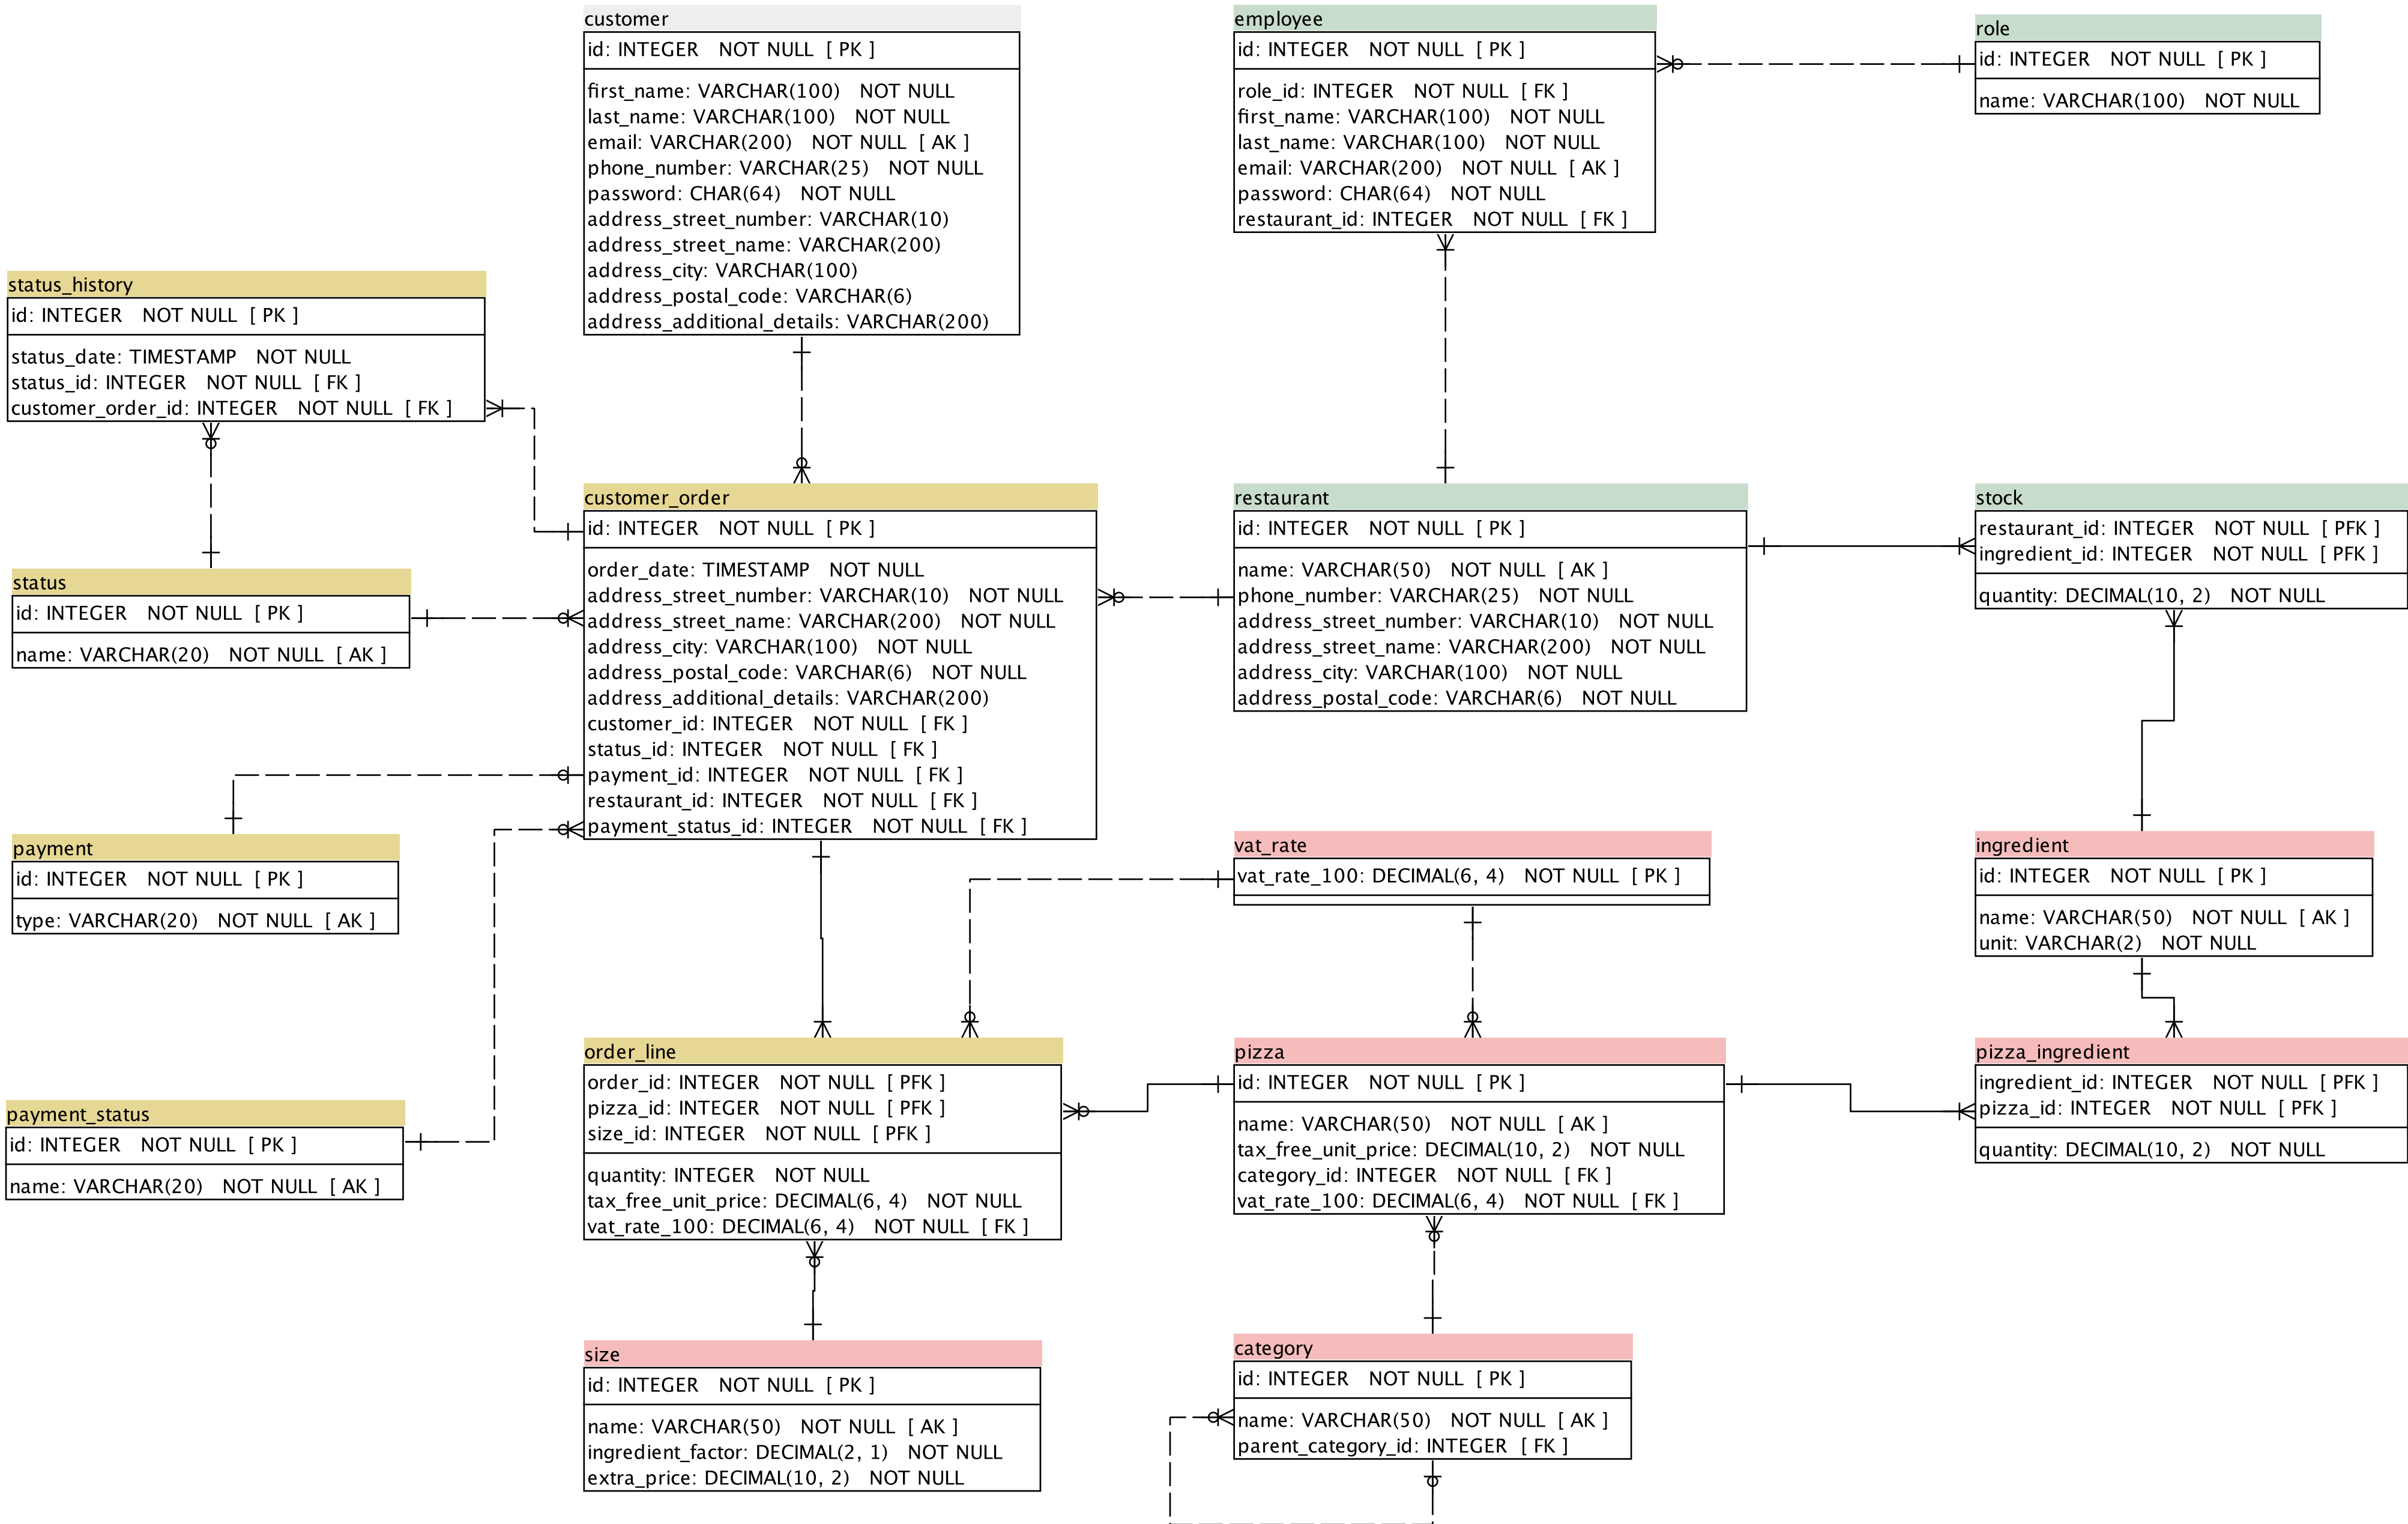 customer
id: INTEGER NOT NULL [ PK ]
first_name: VARCHAR(100) NOT NULL
last_name: VARCHAR(100) NOT NULL
email: VARCHAR(200) NOT NULL [ AK ]
phone_number: VARCHAR(25) NOT NULL
password: CHAR(64) NOT NULL
address_street_number: VARCHAR(10)
address_street_name: VARCHAR(200)
address_city: VARCHAR(100)
address_postal_code: VARCHAR(6)
address_additional_details: VARCHAR(200)
employee
id: INTEGER NOT NULL [ PK ]
role_id: INTEGER NOT NULL [ FK ]
first_name: VARCHAR(100) NOT NULL
last_name: VARCHAR(100) NOT NULL
email: VARCHAR(200) NOT NULL [ AK ]
password: CHAR(64) NOT NULL
restaurant_id: INTEGER NOT NULL [ FK ]
role
id: INTEGER NOT NULL [ PK ]
name: VARCHAR(100) NOT NULL
status_history
id: INTEGER NOT NULL [ PK ]
status_date: TIMESTAMP NOT NULL
status_id: INTEGER NOT NULL [ FK ]
customer_order_id: INTEGER NOT NULL [ FK ]
status
id: INTEGER NOT NULL [ PK ]
name: VARCHAR(20) NOT NULL [ AK ]
customer_order
id: INTEGER NOT NULL [ PK ]
order_date: TIMESTAMP NOT NULL
address_street_number: VARCHAR(10) NOT NULL
address_street_name: VARCHAR(200) NOT NULL
address_city: VARCHAR(100) NOT NULL
address_postal_code: VARCHAR(6) NOT NULL
address_additional_details: VARCHAR(200)
customer_id: INTEGER NOT NULL [ FK ]
status_id: INTEGER NOT NULL [ FK ]
payment_id: INTEGER NOT NULL [ FK ]
restaurant_id: INTEGER NOT NULL [ FK ]
payment_status_id: INTEGER NOT NULL [ FK ]
restaurant
id: INTEGER NOT NULL [ PK ]
name: VARCHAR(50) NOT NULL [ AK ]
phone_number: VARCHAR(25) NOT NULL
address_street_number: VARCHAR(10) NOT NULL
address_street_name: VARCHAR(200) NOT NULL
address_city: VARCHAR(100) NOT NULL
address_postal_code: VARCHAR(6) NOT NULL
stock
restaurant_id: INTEGER NOT NULL [ PFK ]
ingredient_id: INTEGER NOT NULL [ PFK ]
quantity: DECIMAL(10, 2) NOT NULL
payment
id: INTEGER NOT NULL [ PK ]
type: VARCHAR(20) NOT NULL [ AK ]
vat_rate
vat_rate_100: DECIMAL(6, 4) NOT NULL [ PK ]
ingredient
id: INTEGER NOT NULL [ PK ]
name: VARCHAR(50) NOT NULL [ AK ]
unit: VARCHAR(2) NOT NULL
payment_status
id: INTEGER NOT NULL [ PK ]
name: VARCHAR(20) NOT NULL [ AK ]
order_line
order_id: INTEGER NOT NULL [ PFK ]
pizza_id: INTEGER NOT NULL [ PFK ]
size_id: INTEGER NOT NULL [ PFK ]
quantity: INTEGER NOT NULL
tax_free_unit_price: DECIMAL(6, 4) NOT NULL
vat_rate_100: DECIMAL(6, 4) NOT NULL [ FK ]
pizza
id: INTEGER NOT NULL [ PK ]
name: VARCHAR(50) NOT NULL [ AK ]
tax_free_unit_price: DECIMAL(10, 2) NOT NULL
category_id: INTEGER NOT NULL [ FK ]
vat_rate_100: DECIMAL(6, 4) NOT NULL [ FK ]
pizza_ingredient
ingredient_id: INTEGER NOT NULL [ PFK ]
pizza_id: INTEGER NOT NULL [ PFK ]
quantity: DECIMAL(10, 2) NOT NULL
size
id: INTEGER NOT NULL [ PK ]
name: VARCHAR(50) NOT NULL [ AK ]
ingredient_factor: DECIMAL(2, 1) NOT NULL
extra_price: DECIMAL(10, 2) NOT NULL
category
id: INTEGER NOT NULL [ PK ]
name: VARCHAR(50) NOT NULL [ AK ]
parent_category_id: INTEGER [ FK ]